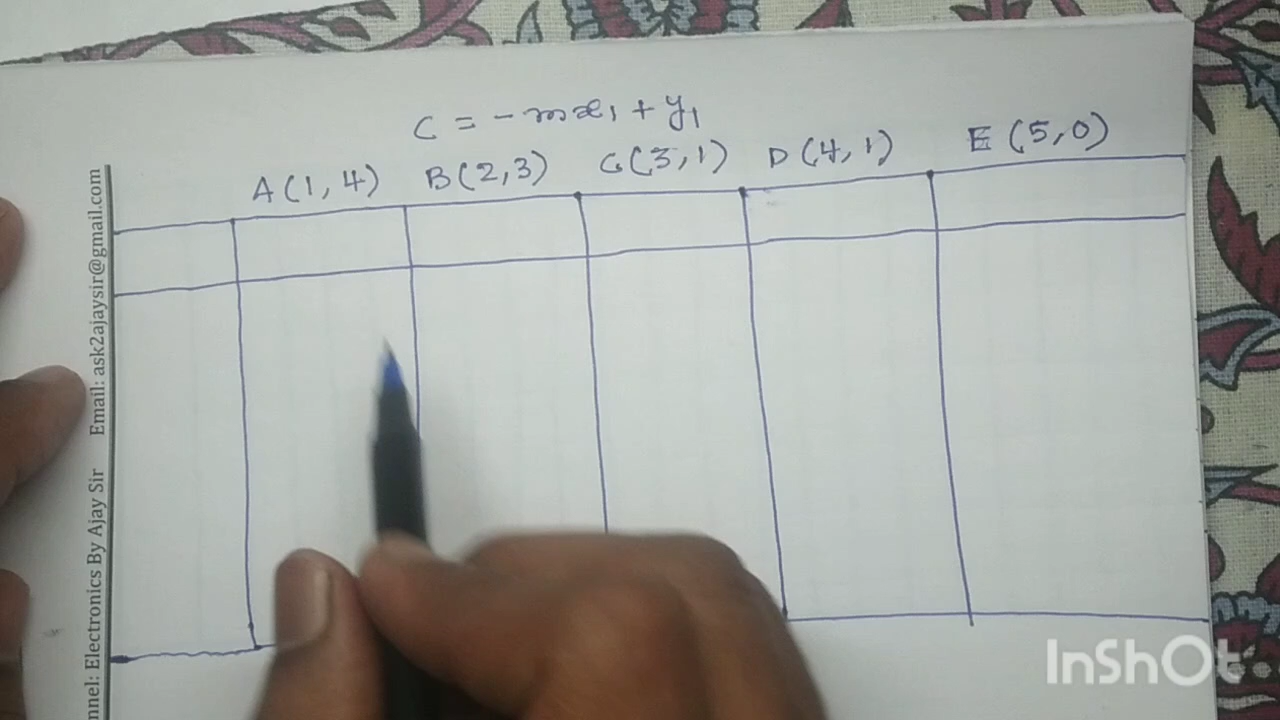 C = -mx₁ + y₁
A(1, 4) B(2,3) C(3,1) D(4,1) E(5,0)
nnel: Electronics By Ajay Sir Email: ask2ajaysir@gmail.com
InShOt